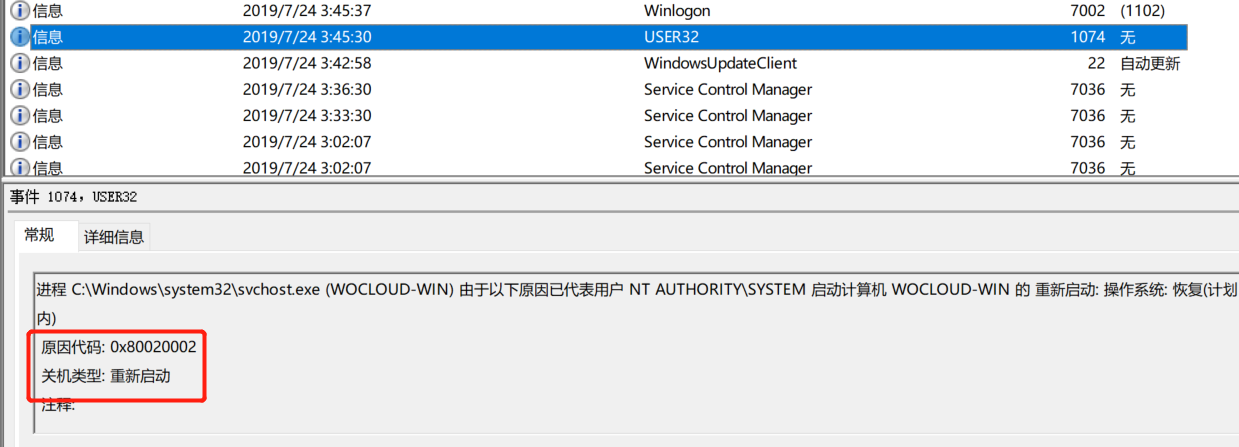 信息 2019/7/24 3:45:37 Winlogon 7002 (1102)
信息 2019/7/24 3:45:30 USER32 1074 无
信息 2019/7/24 3:42:58 WindowsUpdateClient 22 自动更新
信息 2019/7/24 3:36:30 Service Control Manager 7036 无
信息 2019/7/24 3:33:30 Service Control Manager 7036 无
信息 2019/7/24 3:02:07 Service Control Manager 7036 无
信息 2019/7/24 3:02:07 Service Control Manager 7036 无
事件 1074，USER32
常规 详细信息
进程 C:\Windows\system32\svchost.exe (WOCLOUD-WIN) 由于以下原因已代表用户 NT AUTHORITY\SYSTEM 启动计算机 WOCLOUD-WIN 的 重新启动: 操作系统: 恢复(计划
内)
原因代码: 0x80020002
关机类型: 重新启动
注释: